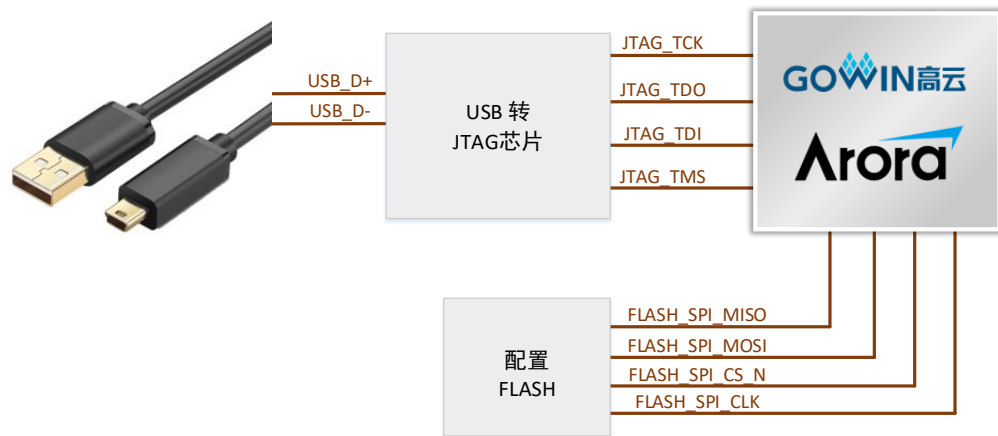 JTAG_TCK
USB_D+
JTAG_TDO
USB_D-
USB 转
JTAG芯片
JTAG_TDI
JTAG_TMS
GOWIN高云
Arora
FLASH_SPI_MISO
FLASH_SPI_MOSI
配置
FLASH
FLASH_SPI_CS_N
FLASH_SPI_CLK